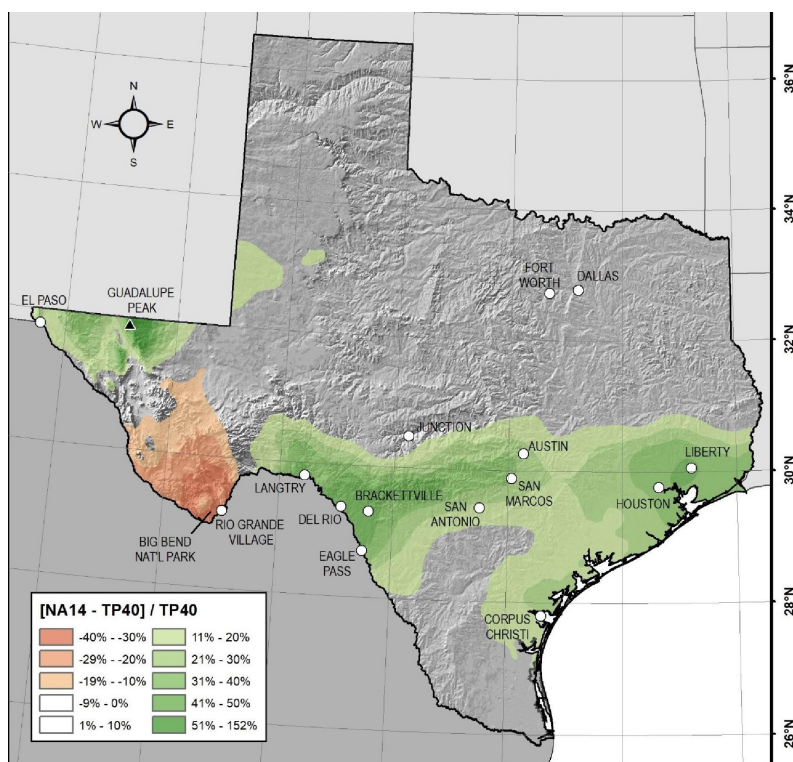 N
W E
S
36°N
34°N
32°N
30°N
28°N
26°N
EL PASO
GUADALUPE
PEAK
FORT
WORTH
DALLAS
JUNCTION
AUSTIN
LIBERTY
LANGTRY
BRACKETTVILLE
SAN
MARCOS
HOUSTON
DEL RIO
SAN
ANTONIO
BIG BEND
NAT'L PARK
RIO GRANDE
VILLAGE
EAGLE
PASS
CORPUS
CHRISTI
[NA14 - TP40] / TP40
-40% - -30%
-29% - -20%
-19% - -10%
-9% - 0%
1% - 10%
11% - 20%
21% - 30%
31% - 40%
41% - 50%
51% - 152%